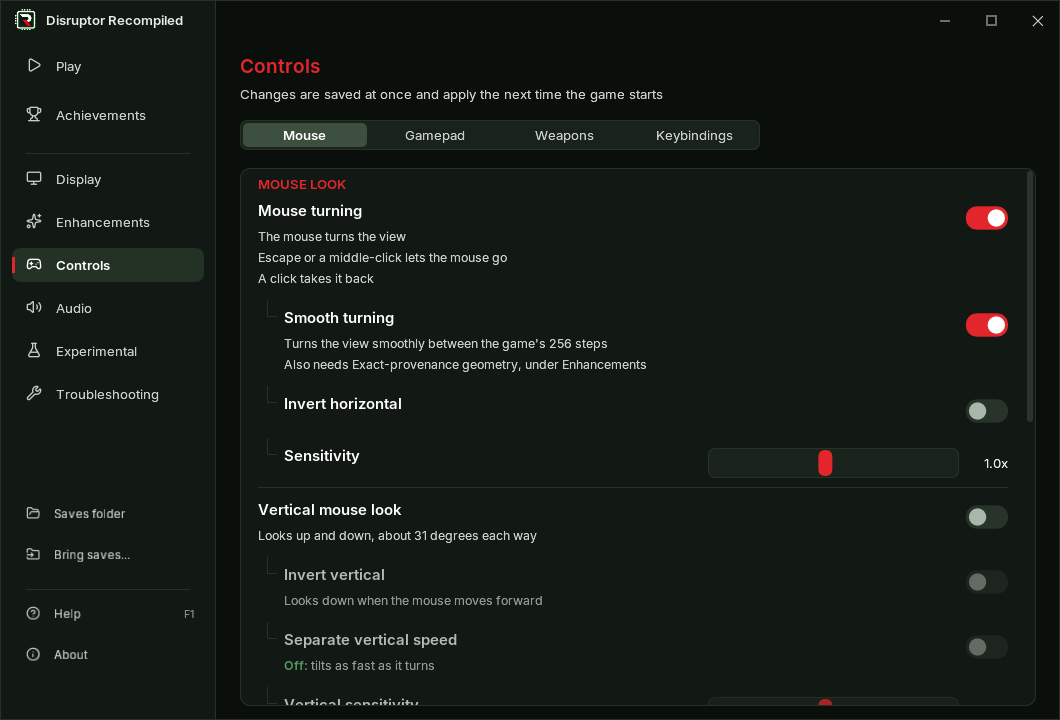 Disruptor Recompiled
Play
Achievements
Display
Enhancements
Controls
Audio
Experimental
Troubleshooting
Saves folder
Bring saves...
Help F1
About
Controls
Changes are saved at once and apply the next time the game starts
Mouse Gamepad Weapons Keybindings
MOUSE LOOK
Mouse turning
The mouse turns the view
Escape or a middle-click lets the mouse go
A click takes it back
Smooth turning
Turns the view smoothly between the game's 256 steps
Also needs Exact-provenance geometry, under Enhancements
Invert horizontal
Sensitivity 1.0x
Vertical mouse look
Looks up and down, about 31 degrees each way
Invert vertical
Looks down when the mouse moves forward
Separate vertical speed
Off: tilts as fast as it turns
Vertical sensitivity